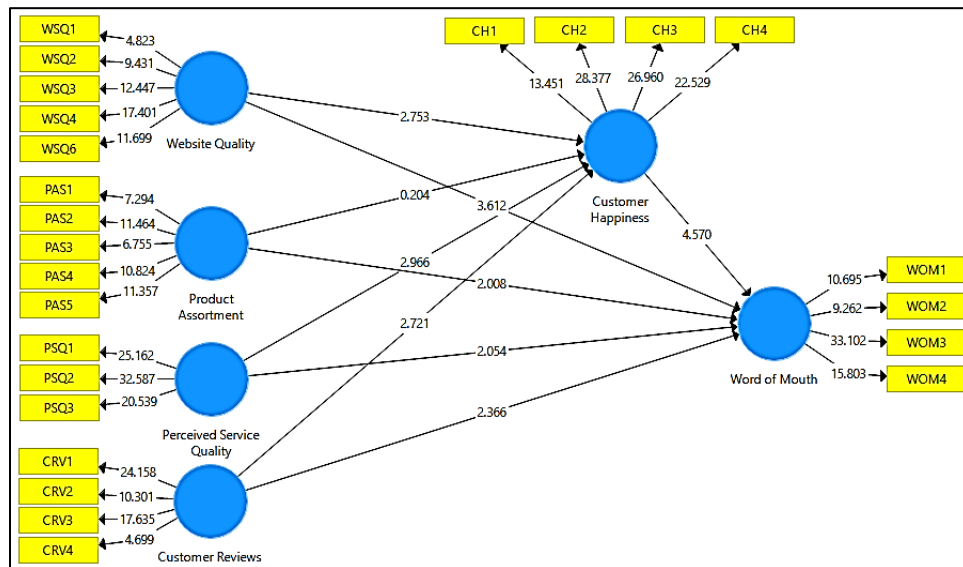 WSQ1
4.823
WSQ2
9.431
WSQ3
12.447
WSQ4
17.401
WSQ6
11.699
Website Quality
PAS1
7.294
PAS2
11.464
PAS3
6.755
PAS4
10.824
PAS5
11.357
Product
Assortment
PSQ1
25.162
PSQ2
32.587
PSQ3
20.539
Perceived Service
Quality
CRV1
24.158
CRV2
10.301
CRV3
17.635
CRV4
4.699
Customer Reviews
2.753
0.204
3.612
2.966
2.008
2.721
2.054
2.366
CH1
CH2
CH3
CH4
13.451
28.377
26.960
22.529
Customer
Happiness
4.570
WOM1
10.695
WOM2
9.262
WOM3
33.102
WOM4
15.803
Word of Mouth